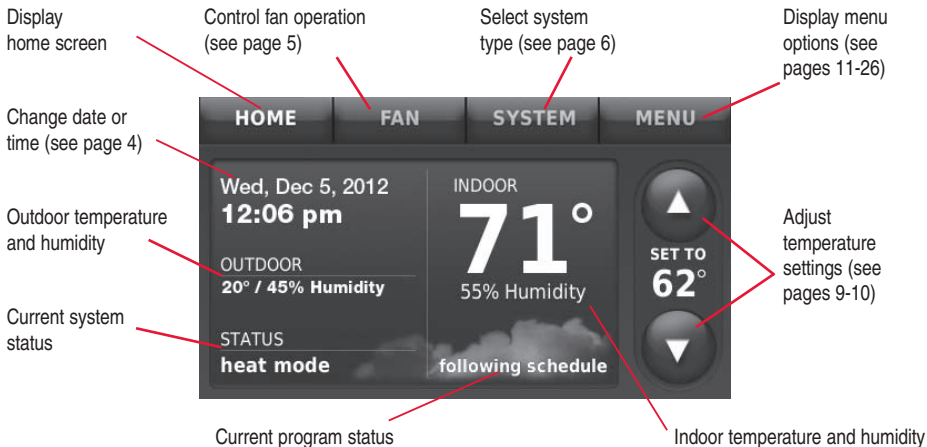 Display
home screen
Control fan operation
(see page 5)
Select system
type (see page 6)
Display menu
options (see
pages 11-26)
Change date or
time (see page 4)
Outdoor temperature
and humidity
Current system
status
HOME
FAN
SYSTEM
MENU
Wed, Dec 5, 2012
12:06 pm
OUTDOOR
20° / 45% Humidity
STATUS
heat mode
INDOOR
71°
55% Humidity
following schedule
SET TO
62°
Adjust
temperature
settings (see
pages 9-10)
Current program status
Indoor temperature and humidity